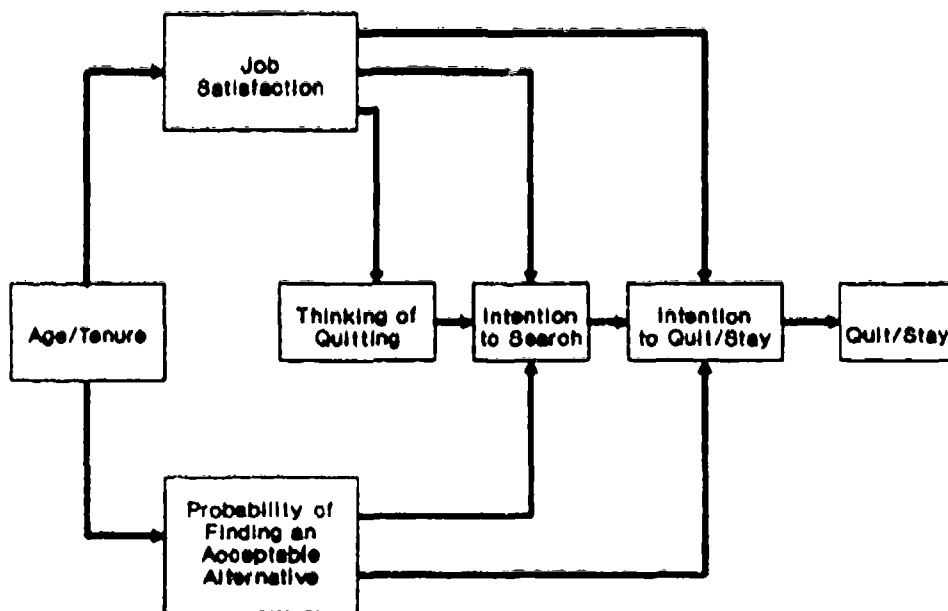 Job
Satisfaction
Age/Tenure
Thinking of
Quitting
Intention
to Search
Intention
to Quit/Stay
Quit/Stay
Probability of
Finding an
Acceptable
Alternative